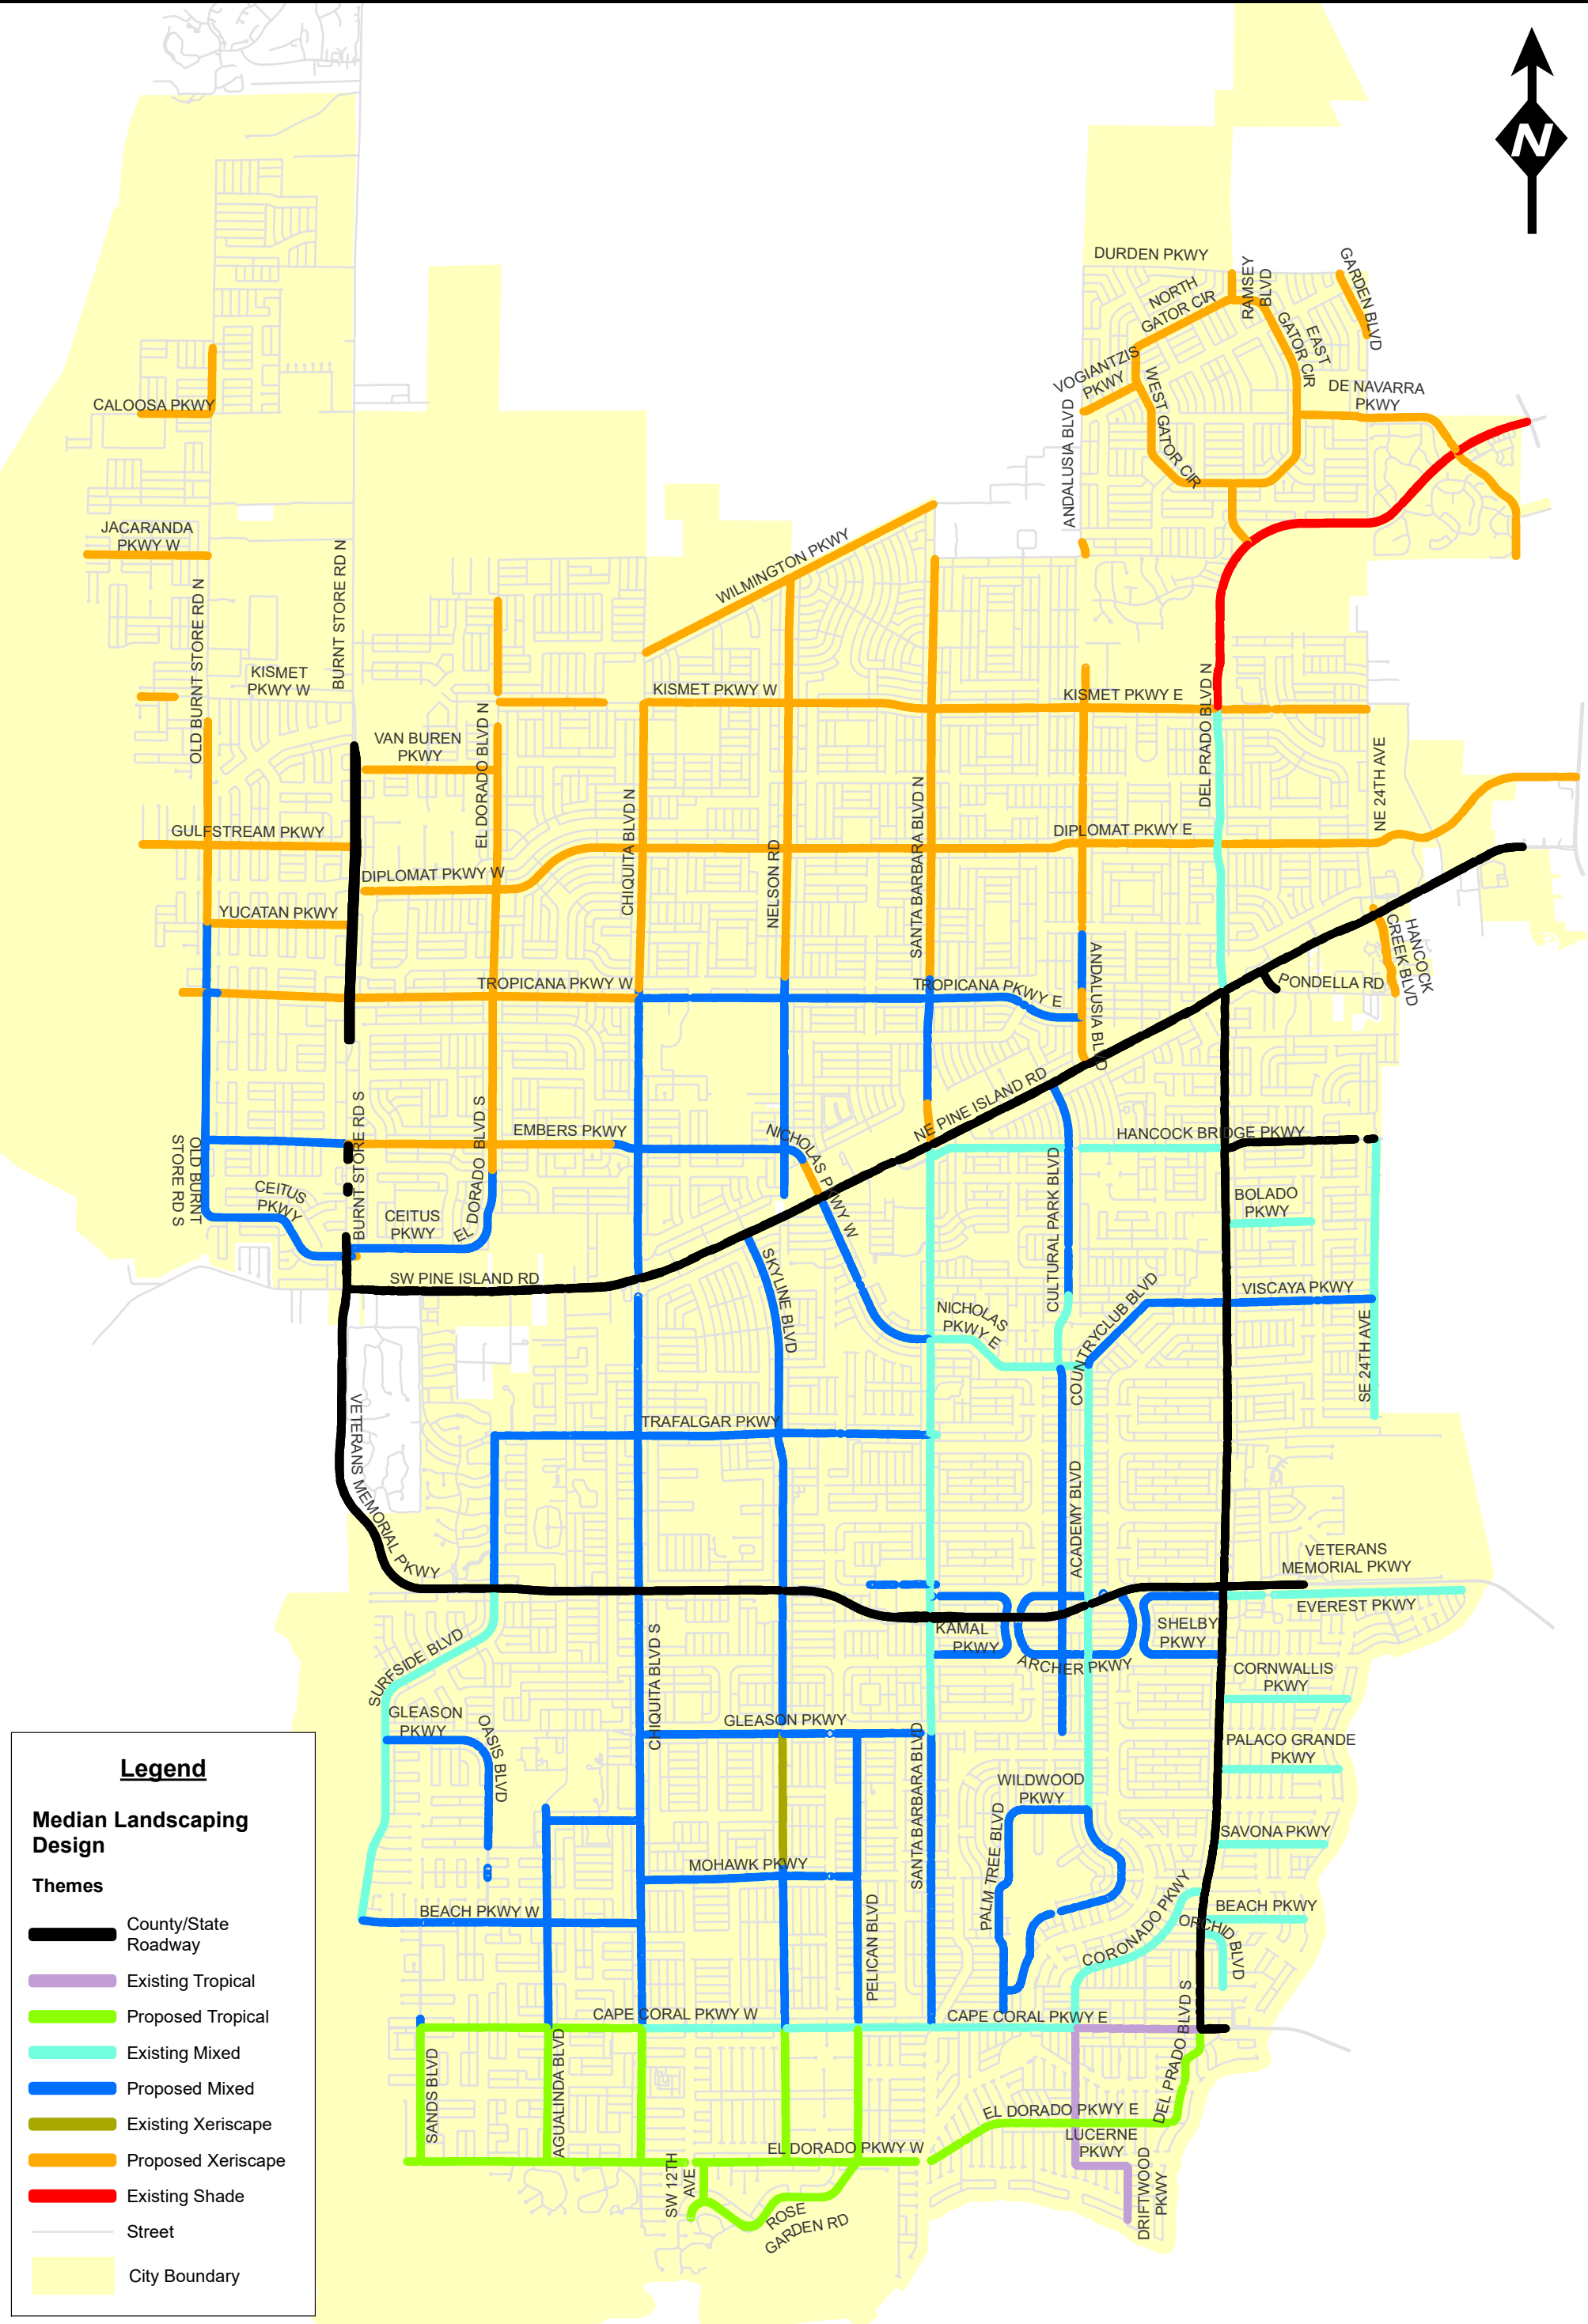 N
DURDEN PKWY
NORTH
GATOR CIR
RAMSEY
BLVD
GARDEN BLVD
EAST
GATOR CIR
VOGIANTZIS
PKWY
WEST GATOR CIR
DE NAVARRA
PKWY
CALOOSA PKWY
ANDALUSIA BLVD
JACARANDA
PKWY W
WILMINGTON PKWY
OLD BURNT STORE RD N
BURNT STORE RD N
KISMET
PKWY W
KISMET PKWY W
KISMET PKWY E
DEL PRADO BLVD N
VAN BUREN
PKWY
EL DORADO BLVD N
CHIQUITA BLVD N
NELSON RD
SANTA BARBARA BLVD N
NE 24TH AVE
GULFSTREAM PKWY
DIPLOMAT PKWY E
DIPLOMAT PKWY W
YUCATAN PKWY
HANCOCK
CREEK BLVD
TROPICANA PKWY W
TROPICANA PKWY E
ANDALUSIA BLVD
PONDELLA RD
NE PINE ISLAND RD
OLD BURNT
STORE RD S
BURNT STORE RD S
EL DORADO BLVD S
EMBERS PKWY
NICHOLAS PKWY W
HANCOCK BRIDGE PKWY
CEITUS
PKWY
CEITUS
PKWY
CULTURAL PARK BLVD
BOLADO
PKWY
SW PINE ISLAND RD
SKYLINE BLVD
NICHOLAS
PKWY E
COUNTRYCLUB BLVD
VISCAYA PKWY
SE 24TH AVE
VETERANS MEMORIAL PKWY
TRAFALGAR PKWY
ACADEMY BLVD
VETERANS
MEMORIAL PKWY
EVEREST PKWY
SURFSIDE BLVD
CHIQUITA BLVD S
KAMAL
PKWY
ARCHER PKWY
SHELBY
PKWY
CORNWALLIS
PKWY
GLEASON
PKWY
OASIS BLVD
GLEASON PKWY
SANTA BARBARA BLVD
PALACO GRANDE
PKWY
WILDWOOD
PKWY
PALM TREE BLVD
SAVONA PKWY
MOHAWK PKWY
PELICAN BLVD
CORONADO PKWY
BEACH PKWY
ORCHID BLVD
BEACH PKWY W
CAPE CORAL PKWY W
CAPE CORAL PKWY E
DEL PRADO BLVD S
SANDS BLVD
AGUALINDA BLVD
EL DORADO PKWY E
LUCERNE
PKWY
EL DORADO PKWY W
SW 12TH
AVE
ROSE
GARDEN RD
DRIFTWOOD
PKWY
Legend
Median Landscaping
Design
Themes
County/State
Roadway
Existing Tropical
Proposed Tropical
Existing Mixed
Proposed Mixed
Existing Xeriscape
Proposed Xeriscape
Existing Shade
Street
City Boundary